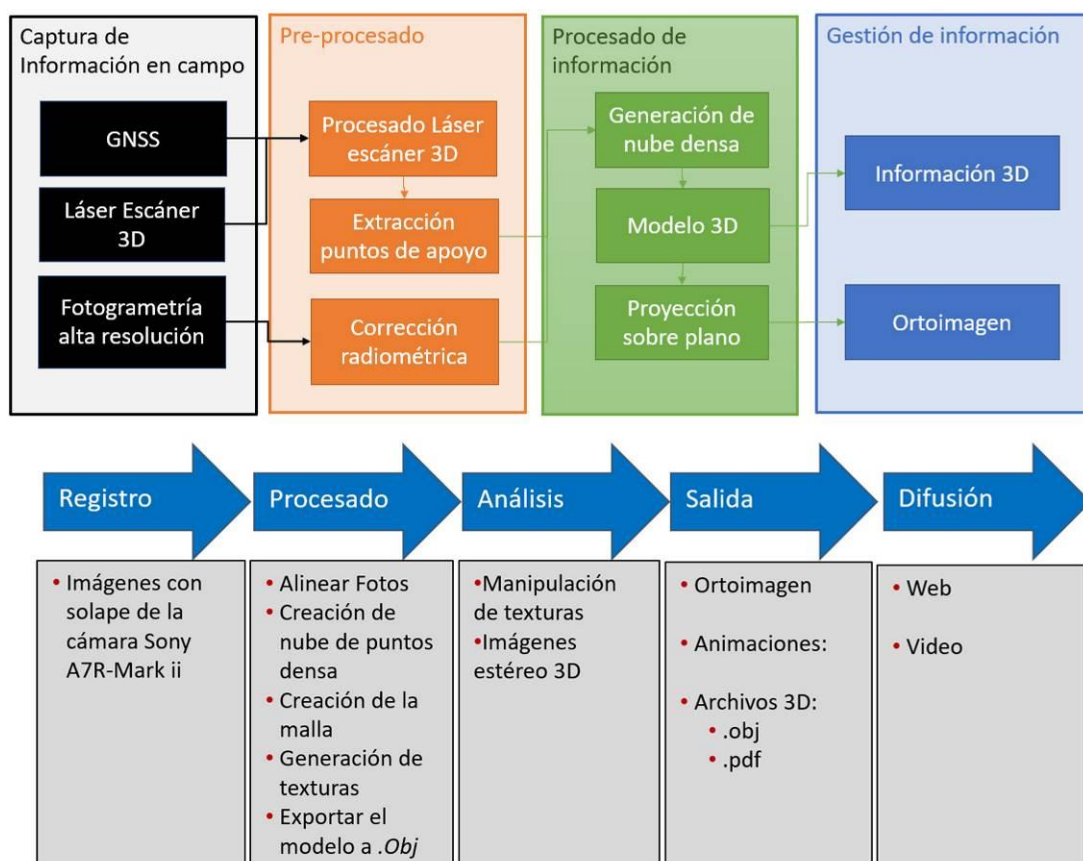 Captura de
Información en campo
GNSS
Láser Escáner
3D
Fotogrametría
alta resolución
Pre-procesado
Procesado Láser
escáner 3D
Extracción
puntos de apoyo
Corrección
radiométrica
Procesado de
información
Generación de
nube densa
Modelo 3D
Proyección
sobre plano
Gestión de información
Información 3D
Ortoimagen
Registro
Procesado
Análisis
Salida
Difusión
• Imágenes con
solape de la
cámara Sony
A7R-Mark ii
• Alinear Fotos
• Creación de
nube de puntos
densa
• Creación de la
malla
• Generación de
texturas
• Exportar el
modelo a .Obj
•Manipulación
de texturas
•Imágenes
estéreo 3D
• Ortoimagen
• Animaciones:
• Archivos 3D:
• .obj
• .pdf
• Web
• Video